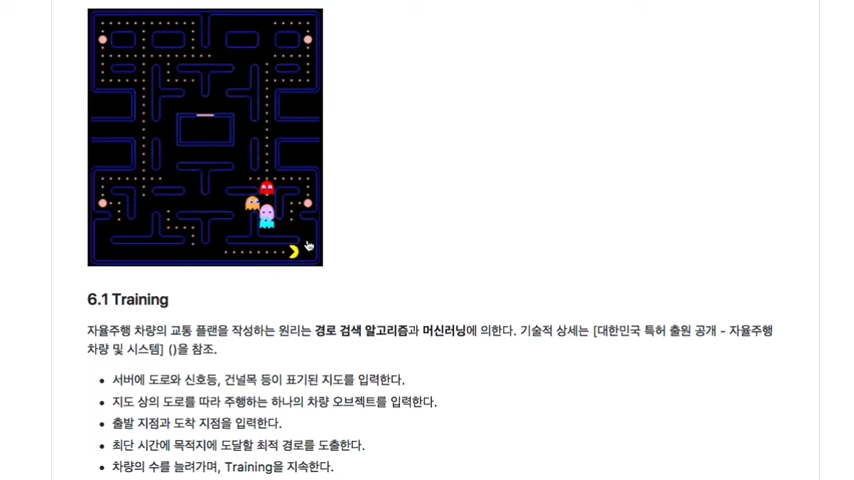 6.1 Training
자율주행 차량의 교통 플랜을 작성하는 원리는 경로 검색 알고리즘과 머신러닝에 의한다. 기술적 상세는 [대한민국 특허 출원 공개 - 자율주행
차량 및 시스템] ()을 참조.
• 서버에 도로와 신호등, 건널목 등이 표기된 지도를 입력한다.
• 지도 상의 도로를 따라 주행하는 하나의 차량 오브젝트를 입력한다.
• 출발 지점과 도착 지점을 입력한다.
• 최단 시간에 목적지에 도달할 최적 경로를 도출한다.
• 차량의 수를 늘려가며, Training을 지속한다.